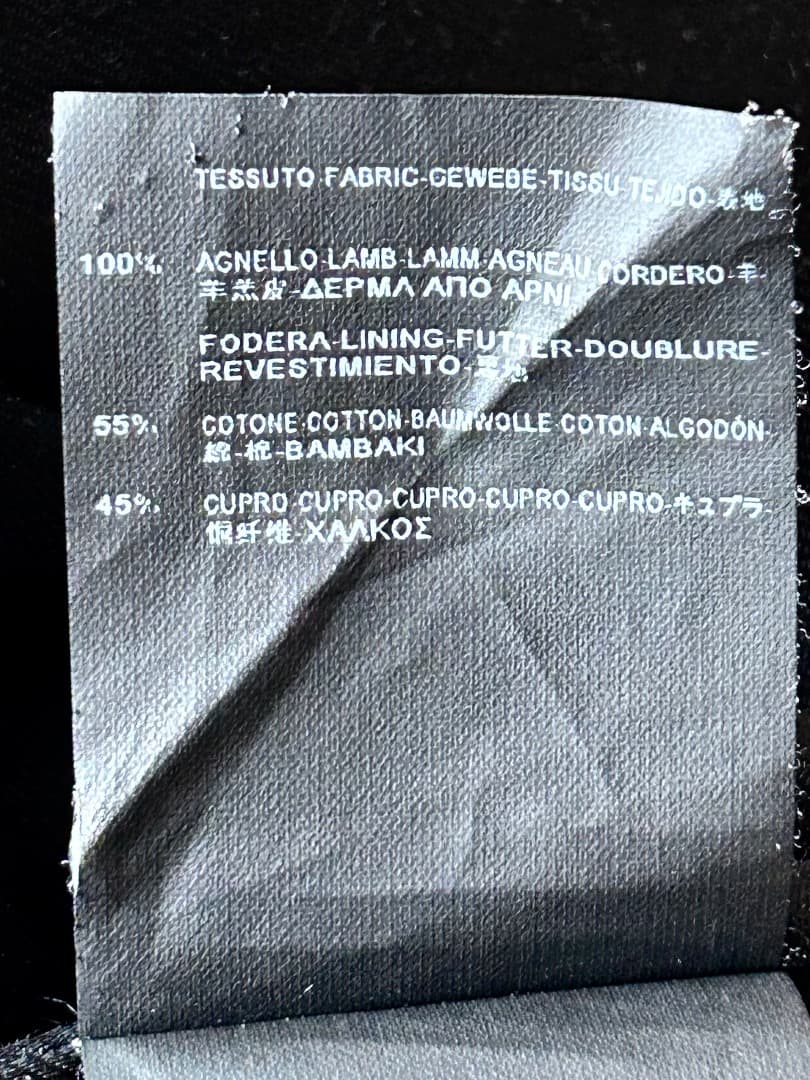 TESSUTO-FABRIC-GEWEBE-TISSU-TEJIDO-表地
100% AGNELLO-LAMB-LAMM-AGNEAU-CORDERO-羊-
羊羔皮-ΔΕΡΜΑ ΑΠΟ ΑΡΝΙ
FODERA-LINING-FUTTER-DOUBLURE-
REVESTIMIENTO-裏地
55% COTONE-COTTON-BAUMWOLLE-COTON-ALGODÓN-
綿-棉-BAMBAKI
45% CUPRO-CUPRO-CUPRO-CUPRO-CUPRO-キュプラ-
铜纤维-ΧΑΛΚΟΣ